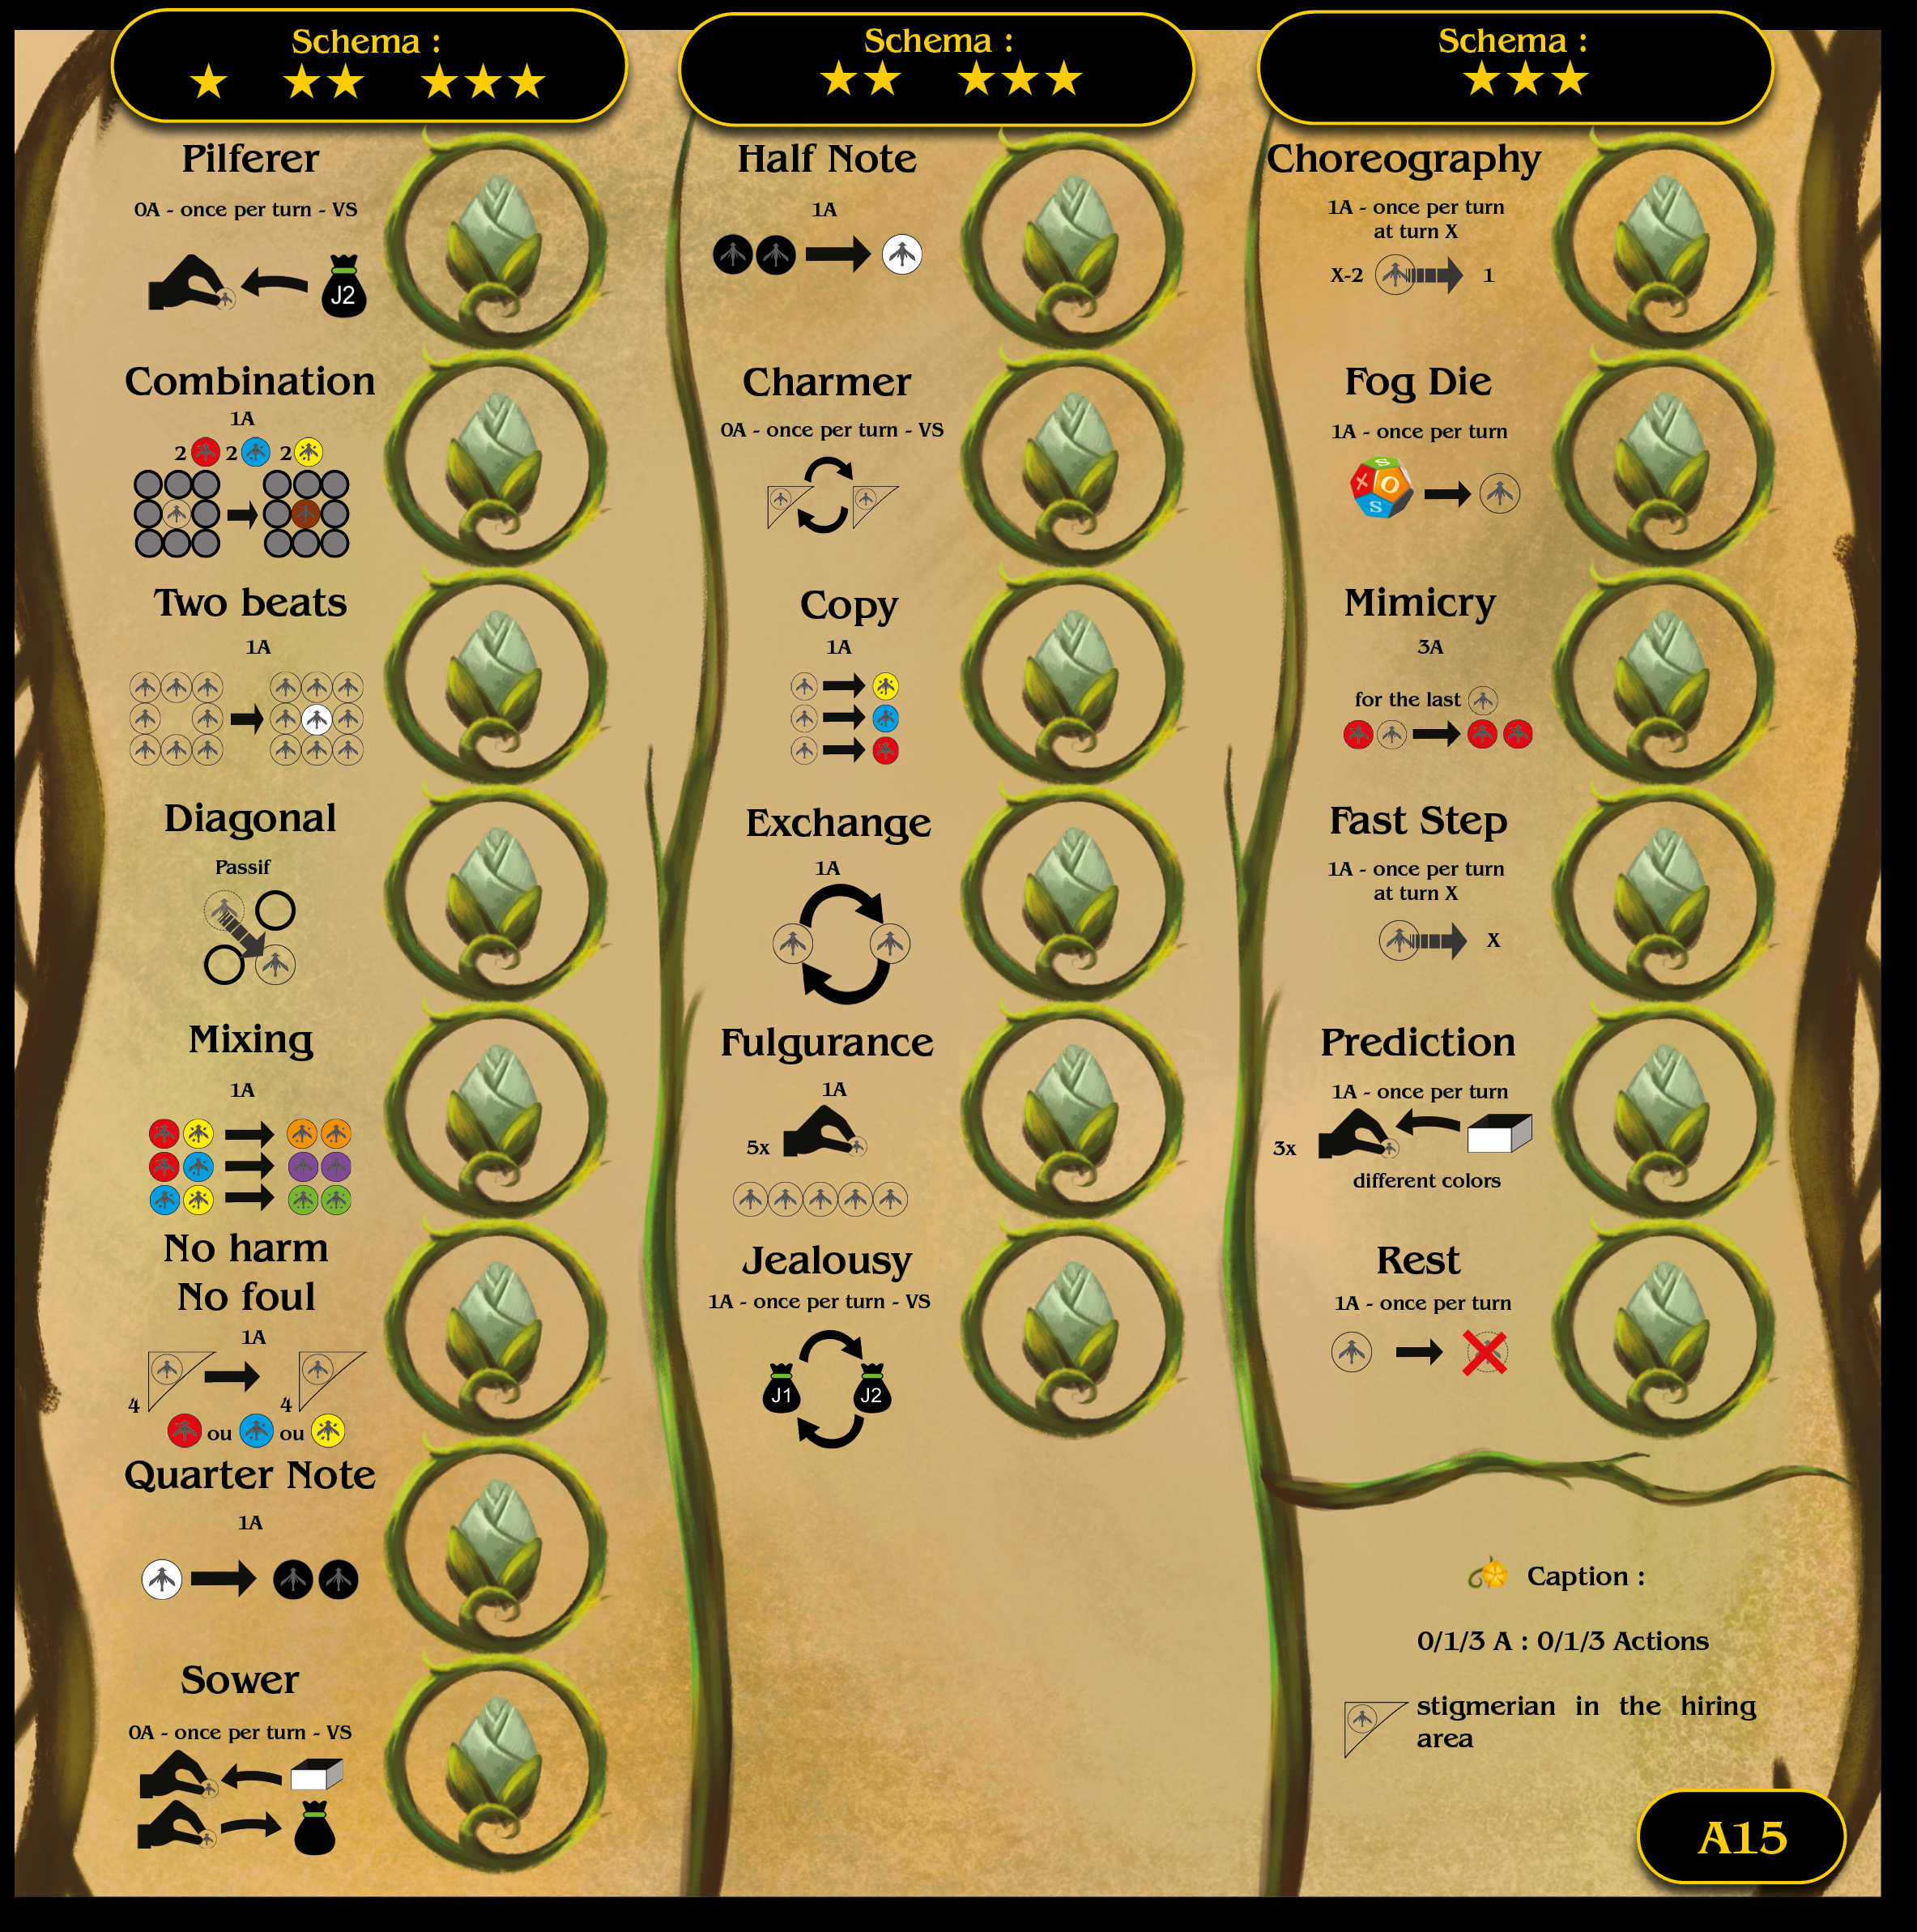 Schema :
Pilferer
0A - once per turn - VS
J2
Combination
1A
2 2 2
Two beats
1A
Diagonal
Passif
Mixing
1A
No harm
No foul
1A
4 4
ou ou
Quarter Note
1A
Sower
0A - once per turn - VS
Schema :
Half Note
1A
Charmer
0A - once per turn - VS
Copy
1A
Exchange
1A
Fulgurance
1A
5x
Jealousy
1A - once per turn - VS
J1 J2
Schema :
Choreography
1A - once per turn
at turn X
X-2 1
Fog Die
1A - once per turn
S
X O
S
Mimicry
3A
for the last
Fast Step
1A - once per turn
at turn X
X
Prediction
1A - once per turn
3x
different colors
Rest
1A - once per turn
Caption :
0/1/3 A : 0/1/3 Actions
stigmerian in the hiring
area
A15